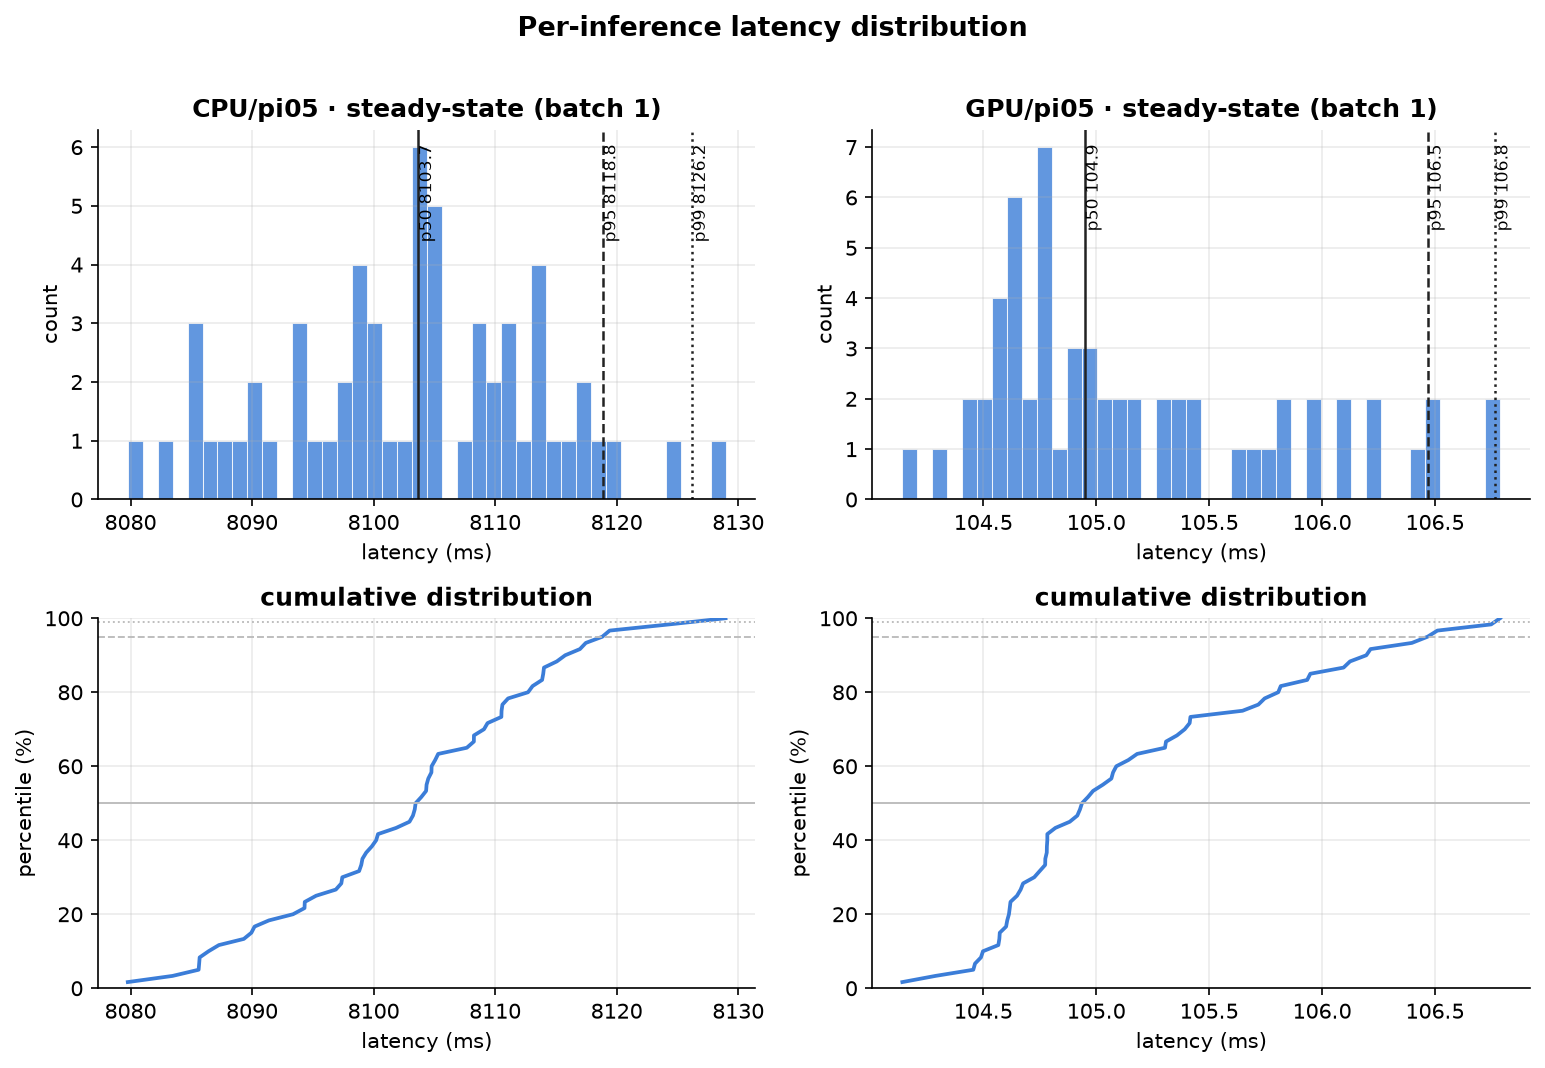 Per-inference latency distribution
CPU/pi05 · steady-state (batch 1)
count
6
5
4
3
2
1
0
p50 8103.7
p95 8118.8
p99 8126.2
8080 8090 8100 8110 8120 8130
latency (ms)
GPU/pi05 · steady-state (batch 1)
count
7
6
5
4
3
2
1
0
p50 104.9
p95 106.5
p99 106.8
104.5 105.0 105.5 106.0 106.5
latency (ms)
cumulative distribution
percentile (%)
100
80
60
40
20
0
8080 8090 8100 8110 8120 8130
latency (ms)
cumulative distribution
percentile (%)
100
80
60
40
20
0
104.5 105.0 105.5 106.0 106.5
latency (ms)